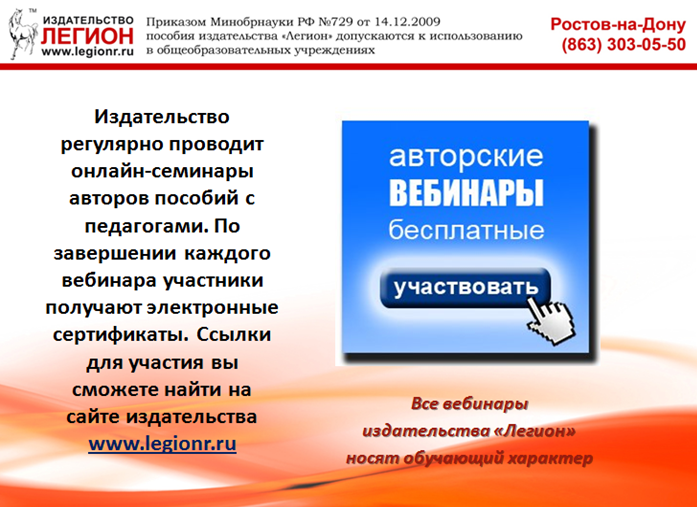 ИЗДАТЕЛЬСТВО
ЛЕГИОН
www.legionr.ru
TM
Приказом Минобрнауки РФ №729 от 14.12.2009
пособия издательства «Легион» допускаются к использованию
в общеобразовательных учреждениях
Ростов-на-Дону
(863) 303-05-50
Издательство
регулярно проводит
онлайн-семинары
авторов пособий с
педагогами. По
завершении каждого
вебинара участники
получают электронные
сертификаты. Ссылки
для участия вы
сможете найти на
сайте издательства
www.legionr.ru
авторские
ВЕБИНАРЫ
бесплатные
участвовать
Все вебинары
издательства «Легион»
носят обучающий характер